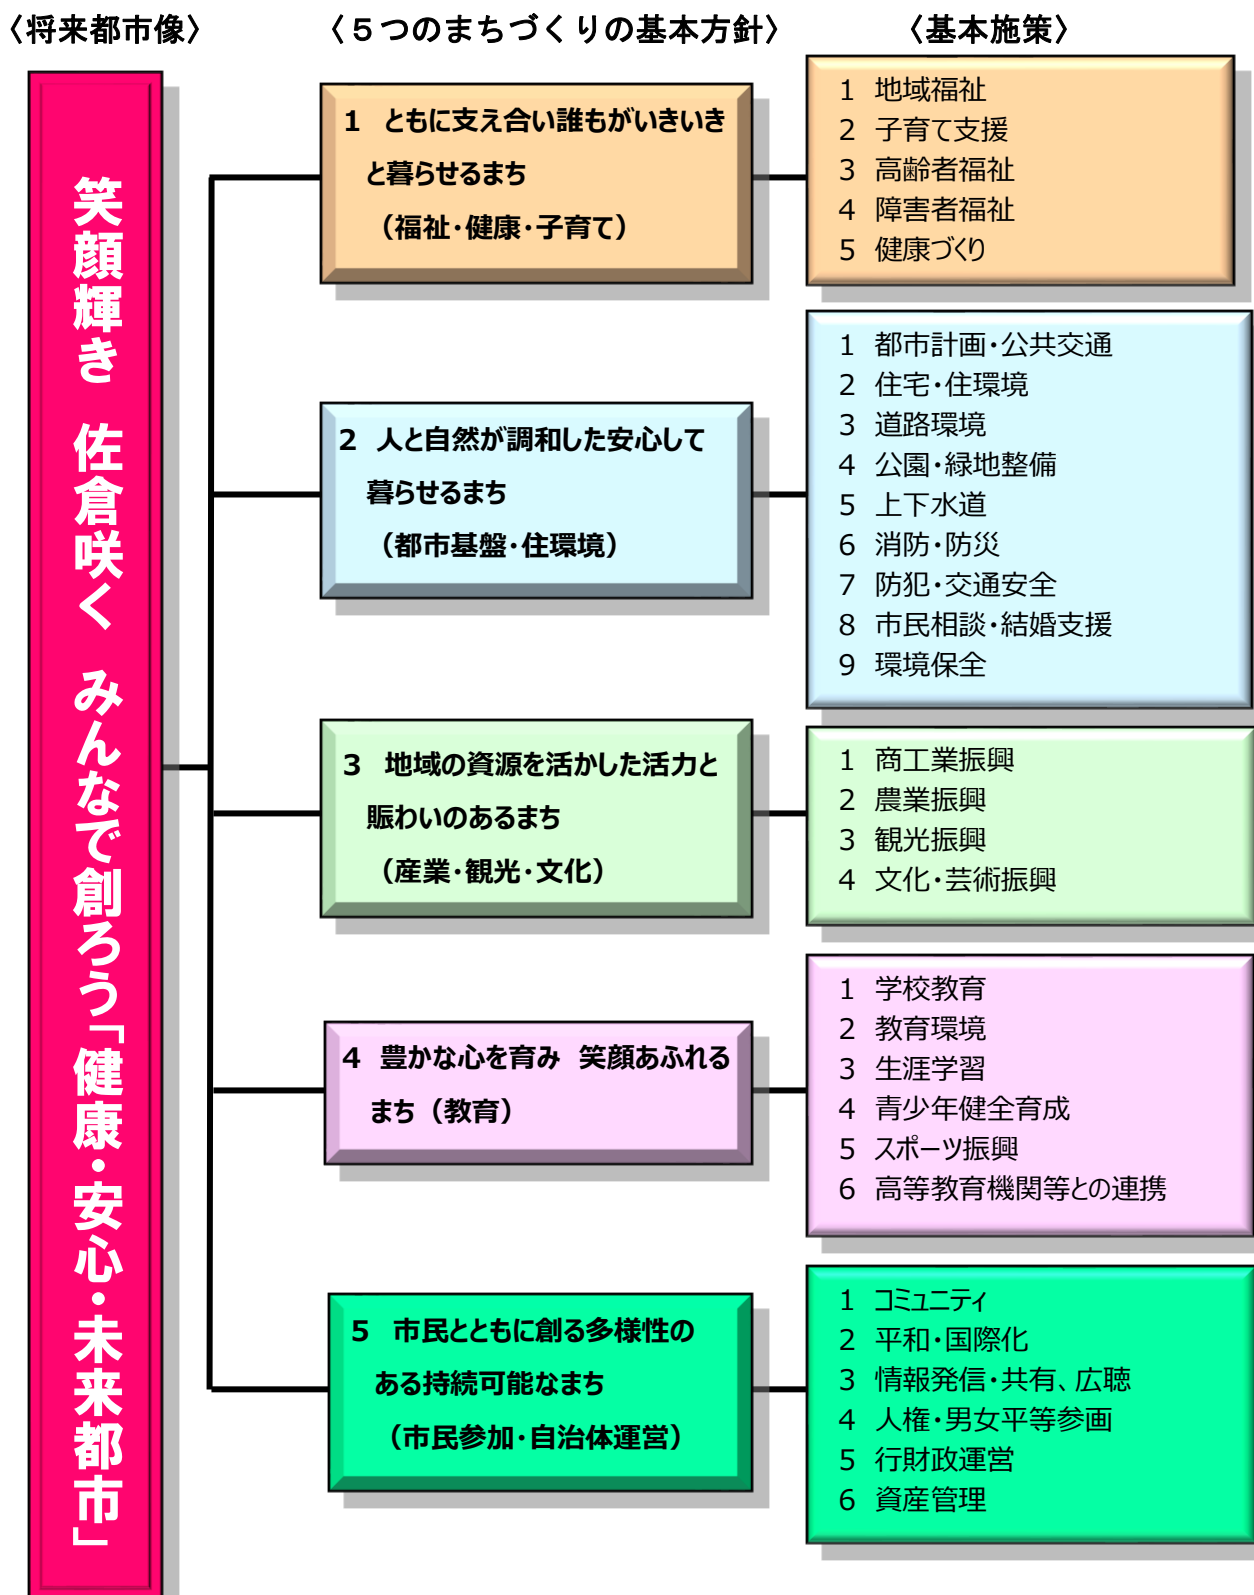 〈将来都市像〉
〈５つのまちづくりの基本方針〉
〈基本施策〉
笑顔輝き　佐倉咲く　みんなで創ろう「健康・安心・未来都市」
1　ともに支え合い誰もがいきいき
と暮らせるまち
（福祉・健康・子育て）
1　地域福祉
2　子育て支援
3　高齢者福祉
4　障害者福祉
5　健康づくり
2　人と自然が調和した安心して
暮らせるまち
（都市基盤・住環境）
1　都市計画・公共交通
2　住宅・住環境
3　道路環境
4　公園・緑地整備
5　上下水道
6　消防・防災
7　防犯・交通安全
8　市民相談・結婚支援
9　環境保全
3　地域の資源を活かした活力と
賑わいのあるまち
（産業・観光・文化）
1　商工業振興
2　農業振興
3　観光振興
4　文化・芸術振興
4　豊かな心を育み　笑顔あふれる
まち（教育）
1　学校教育
2　教育環境
3　生涯学習
4　青少年健全育成
5　スポーツ振興
6　高等教育機関等との連携
5　市民とともに創る多様性の
ある持続可能なまち
（市民参加・自治体運営）
1　コミュニティ
2　平和・国際化
3　情報発信・共有、広聴
4　人権・男女平等参画
5　行財政運営
6　資産管理